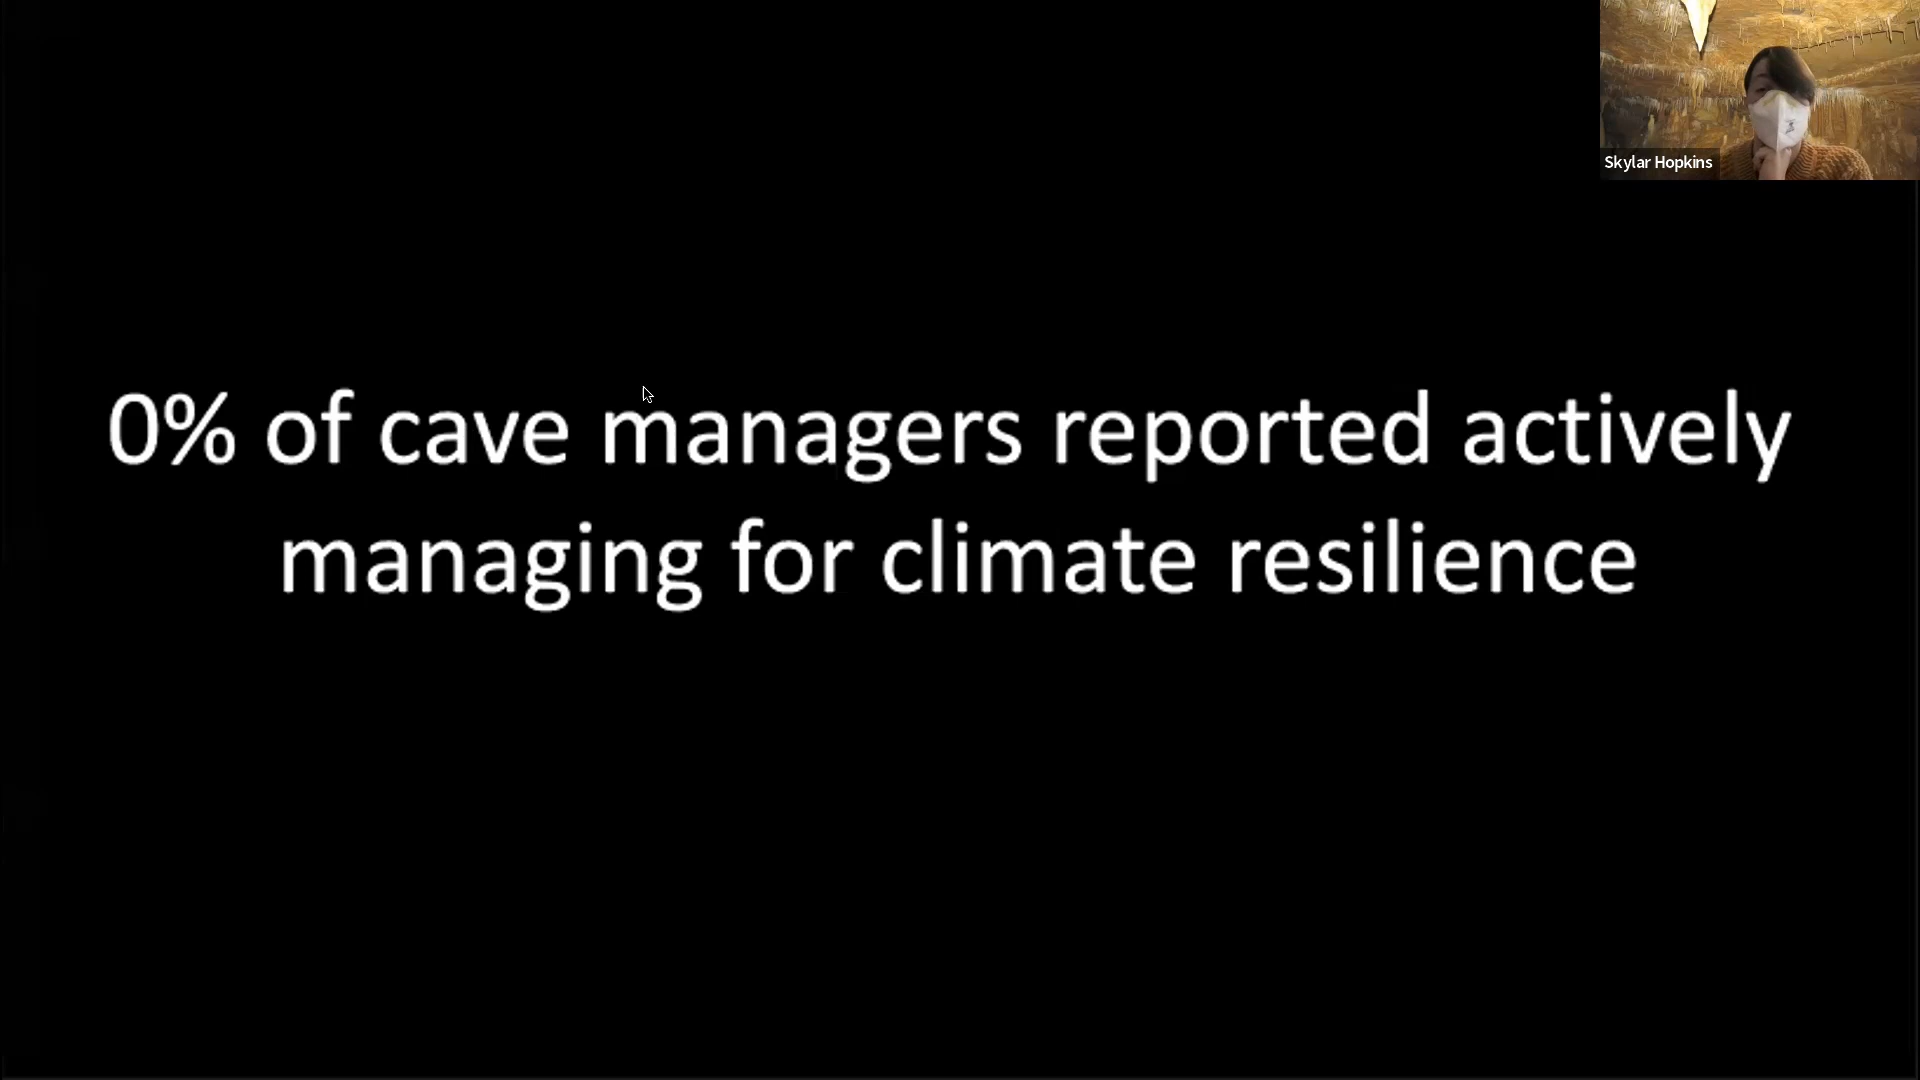 Skylar Hopkins
0% of cave managers reported actively
managing for climate resilience